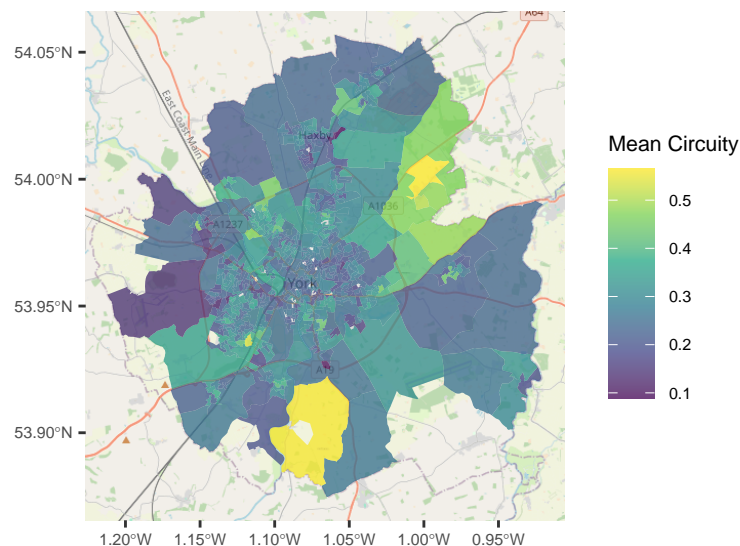 54.05°N
54.00°N
53.95°N
53.90°N
1.20°W
1.15°W
1.10°W
1.05°W
1.00°W
0.95°W
A64
East Coast Main L
Haxby
A1036
A1237
York
A19
Mean Circuity
0.5
0.4
0.3
0.2
0.1